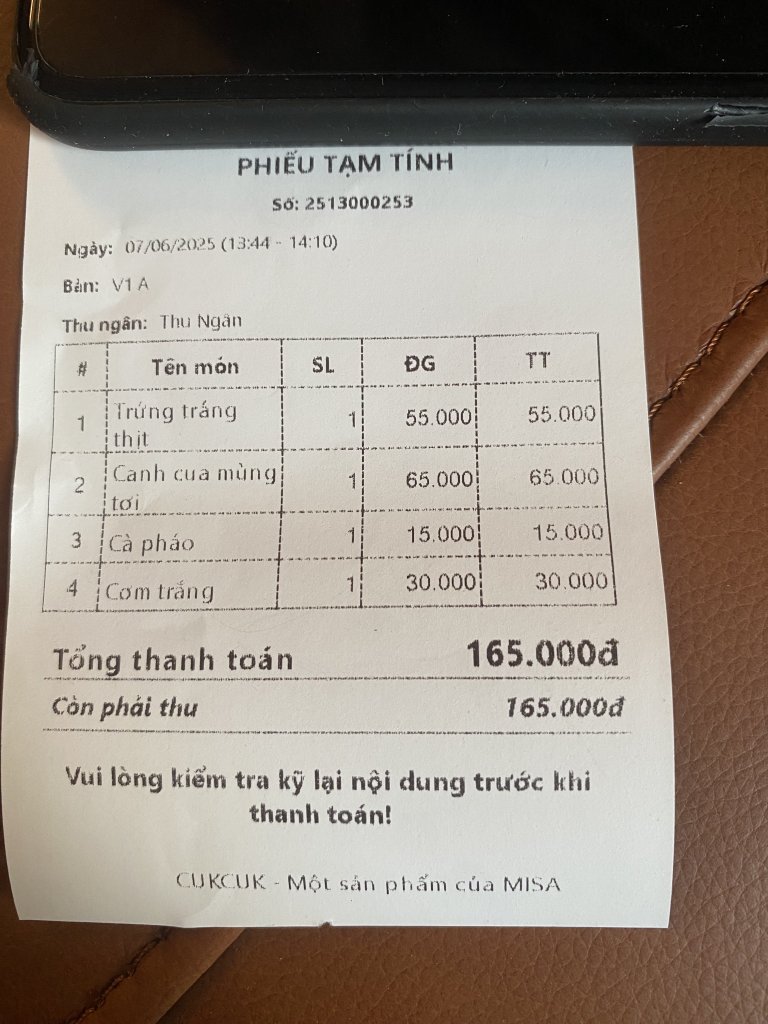 PHIẾU TẠM TÍNH
Số: 2513000253
Ngày: 07/06/2025 (13:44 - 14:10)
Bàn: V1 A
Thu ngân: Thu Ngân
# Tên món SL ĐG TT
1 Trứng tráng thịt 1 55.000 55.000
2 Canh cua mùng tơi 1 65.000 65.000
3 Cà pháo 1 15.000 15.000
4 Cơm trắng 1 30.000 30.000
Tổng thanh toán 165.000đ
Còn phải thu 165.000đ
Vui lòng kiểm tra kỹ lại nội dung trước khi
thanh toán!
CUKCUK - Một sản phẩm của MISA